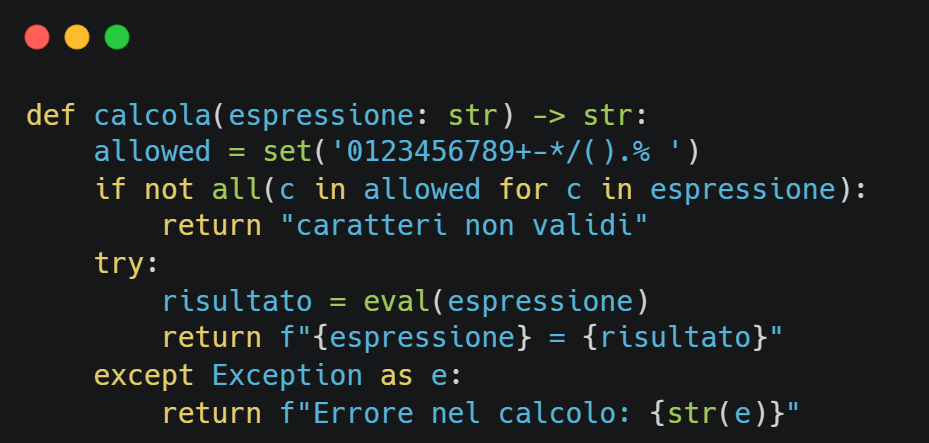 def calcola(espressione: str) -> str:
    allowed = set('0123456789+-*/().% ')
    if not all(c in allowed for c in espressione):
        return "caratteri non validi"
    try:
        risultato = eval(espressione)
        return f"{espressione} = {risultato}"
    except Exception as e:
        return f"Errore nel calcolo: {str(e)}"